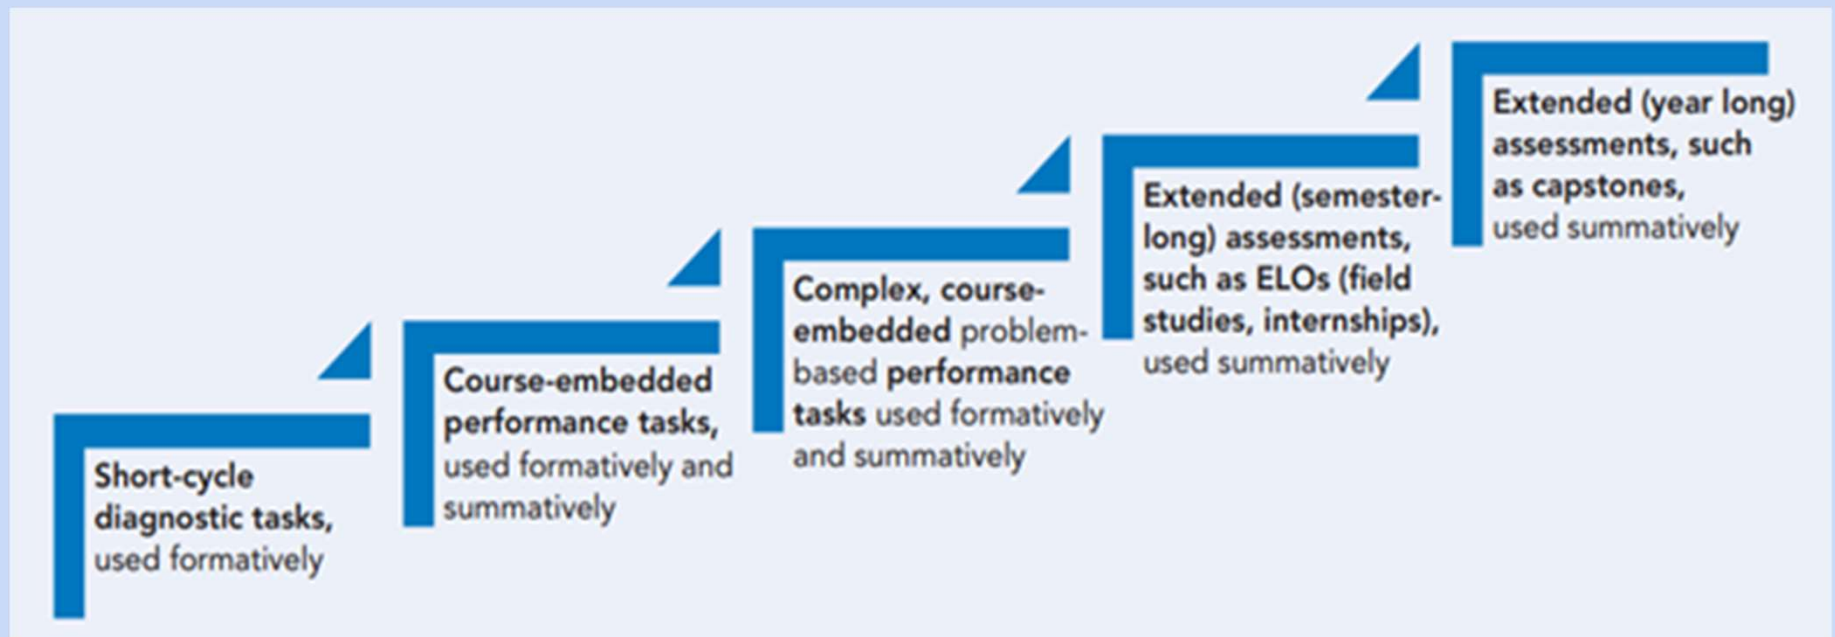 Short-cycle
diagnostic tasks,
used formatively
Course-embedded
performance tasks,
used formatively and
summatively
Complex, course-
embedded problem-
based performance
tasks used formatively
and summatively
Extended (semester-
long) assessments,
such as ELOs (field
studies, internships),
used summatively
Extended (year long)
assessments, such
as capstones,
used summatively